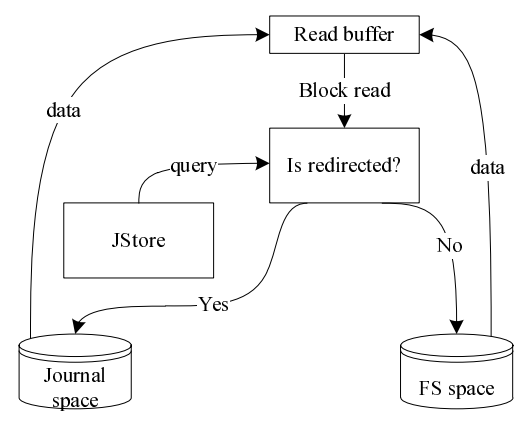 Read buffer
data
Block read
query
Is redirected?
data
JStore
No
Yes
Journal
space
FS space